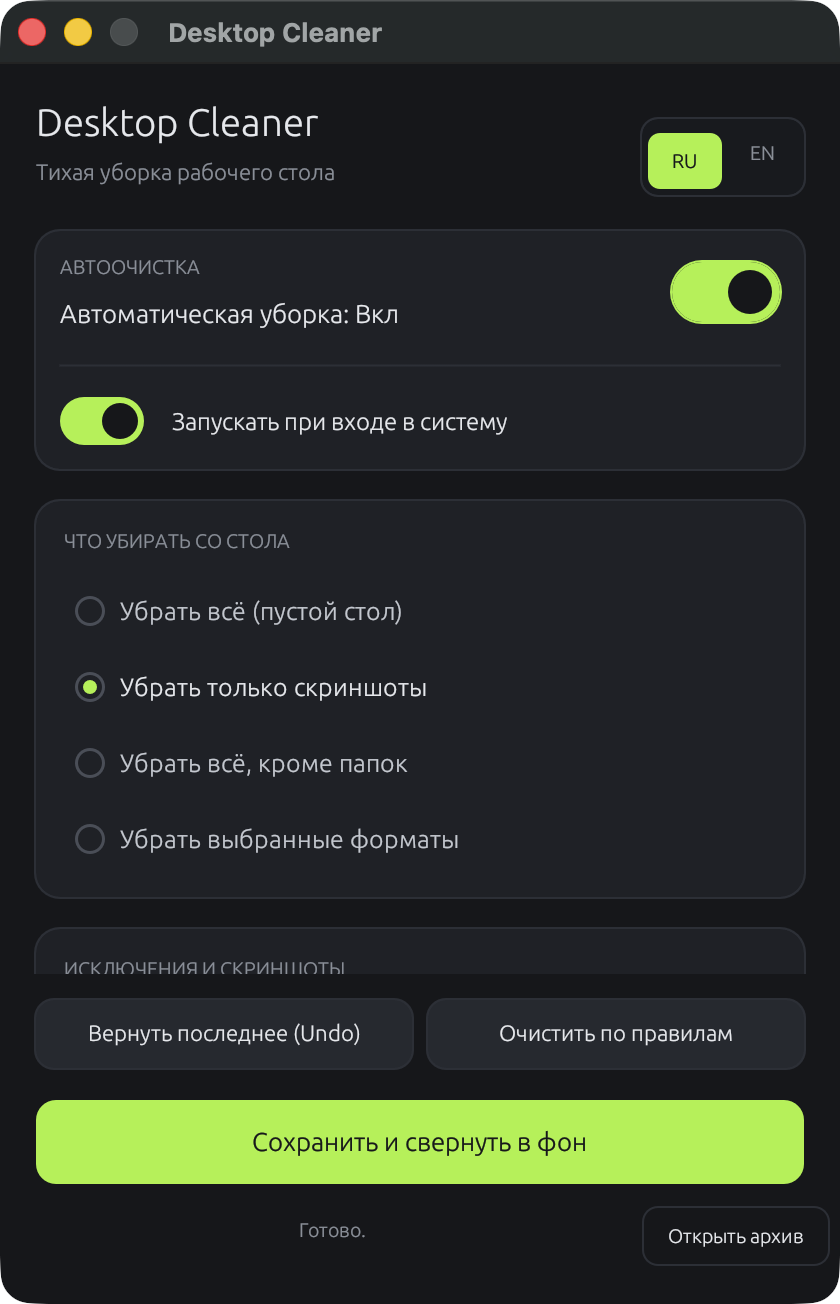 Desktop Cleaner
Desktop Cleaner
Тихая уборка рабочего стола
RU
EN
АВТООЧИСТКА
Автоматическая уборка: Вкл
Запускать при входе в систему
ЧТО УБИРАТЬ СО СТОЛА
Убрать всё (пустой стол)
Убрать только скриншоты
Убрать всё, кроме папок
Убрать выбранные форматы
ИСКЛЮЧЕНИЯ И СКРИНШОТЫ
Вернуть последнее (Undo)
Очистить по правилам
Сохранить и свернуть в фон
Готово.
Открыть архив